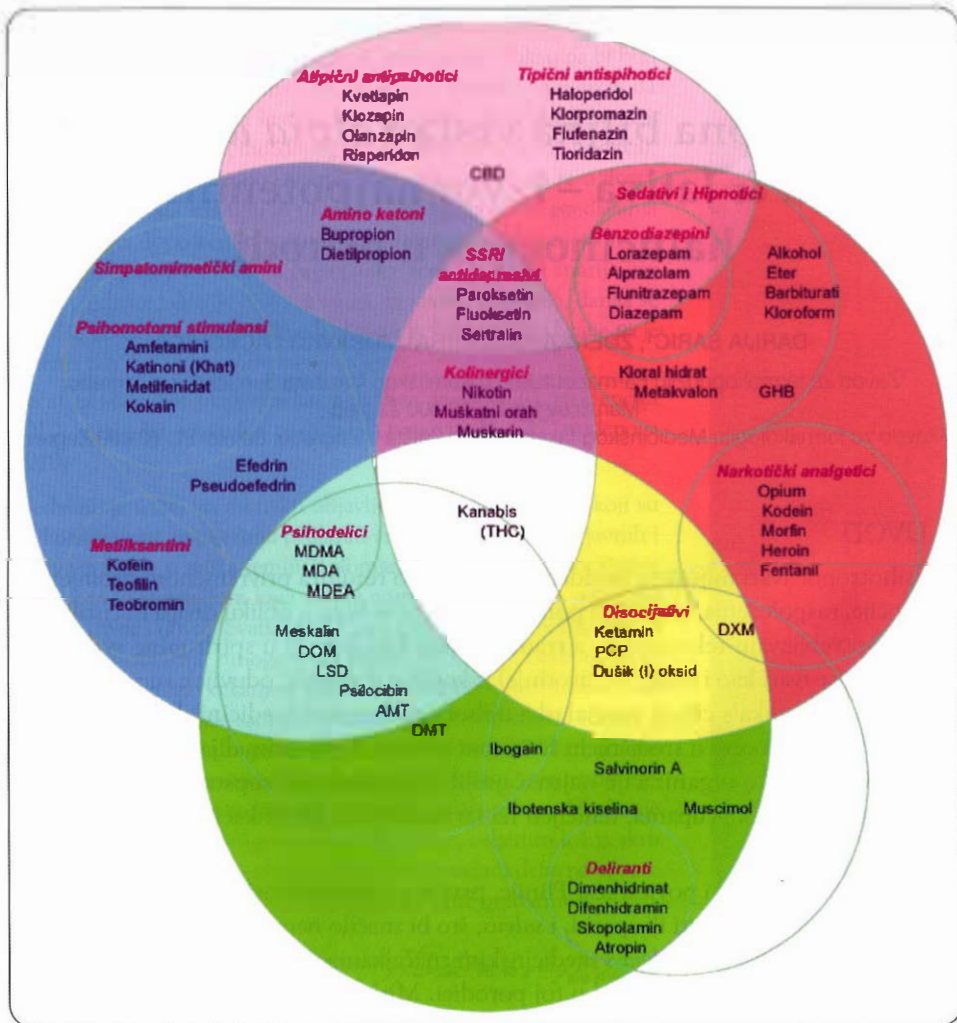 Atipični antipsihotici
Kvetiapin
Klozapin
Olanzapin
Risperidon
Tipični antispihotici
Haloperidol
Klorpromazin
Flufenazin
Tioridazin
CBD
Amino ketoni
Bupropion
Dietilpropion
SSRI
antidepresivi
Paroksetin
Fluoksetin
Sertralin
Sedativi i Hipnotici
Benzodiazepini
Lorazepam
Alprazolam
Flunitrazepam
Diazepam
Alkohol
Eter
Barbiturati
Kloroform
Kloral hidrat
Metakvalon
GHB
Simpatomimetički amini
Psihomotorni stimulansi
Amfetamini
Katinoni (Khat)
Metilfenidat
Kokain
Efedrin
Pseudoefedrin
Metilksantini
Kofein
Teofilin
Teobromin
Kolinergici
Nikotin
Muškatni orah
Muskarin
Kanabis
(THC)
Narkotički analgetici
Opium
Kodein
Morfin
Heroin
Fentanil
Psihodelici
MDMA
MDA
MDEA
Meskalin
DOM
LSD
Psilocibin
AMT
DMT
Disocijativi
Ketamin
PCP
Dušik (I) oksid
DXM
Ibogain
Salvinorin A
Ibotenska kiselina
Muscimol
Deliranti
Dimenhidrinat
Difenhidramin
Skopolamin
Atropin